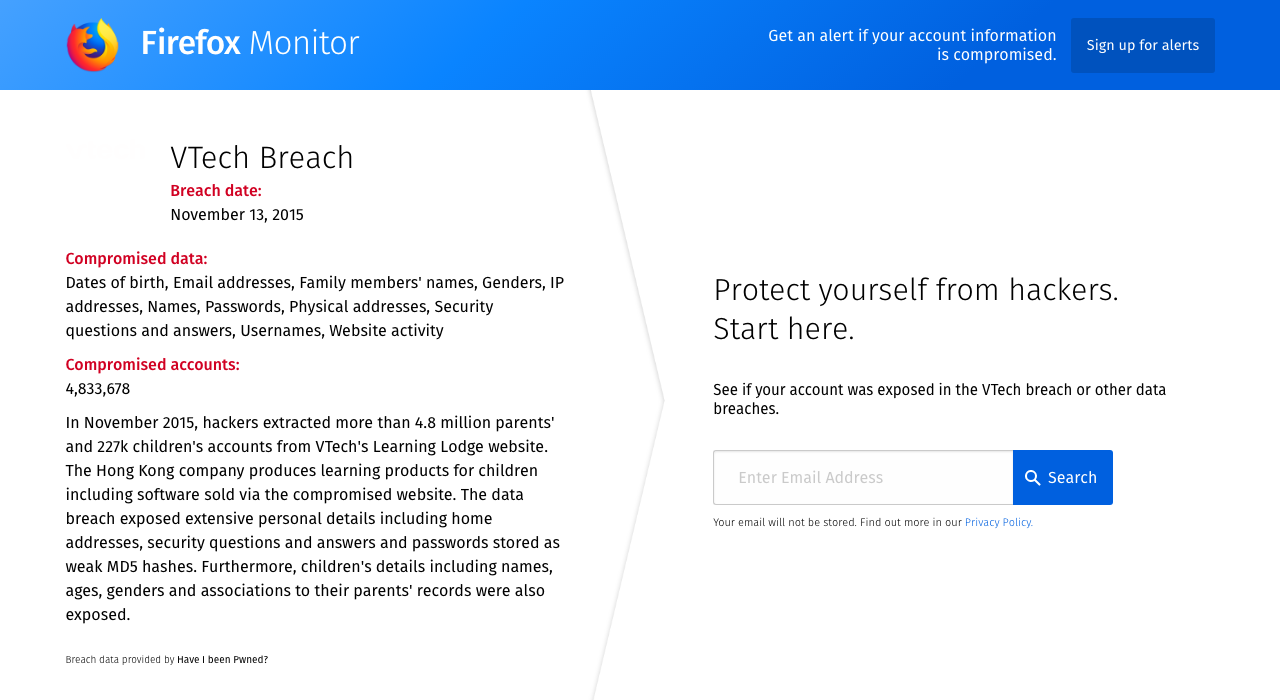 Firefox Monitor
Get an alert if your account information
is compromised.
Sign up for alerts
VTech Breach
Breach date:
November 13, 2015
Compromised data:
Dates of birth, Email addresses, Family members' names, Genders, IP
addresses, Names, Passwords, Physical addresses, Security
questions and answers, Usernames, Website activity
Compromised accounts:
4,833,678
In November 2015, hackers extracted more than 4.8 million parents'
and 227k children's accounts from VTech's Learning Lodge website.
The Hong Kong company produces learning products for children
including software sold via the compromised website. The data
breach exposed extensive personal details including home
addresses, security questions and answers and passwords stored as
weak MD5 hashes. Furthermore, children's details including names,
ages, genders and associations to their parents' records were also
exposed.
Breach data provided by Have I been Pwned?
Protect yourself from hackers.
Start here.
See if your account was exposed in the VTech breach or other data
breaches.
Enter Email Address
Search
Your email will not be stored. Find out more in our Privacy Policy.